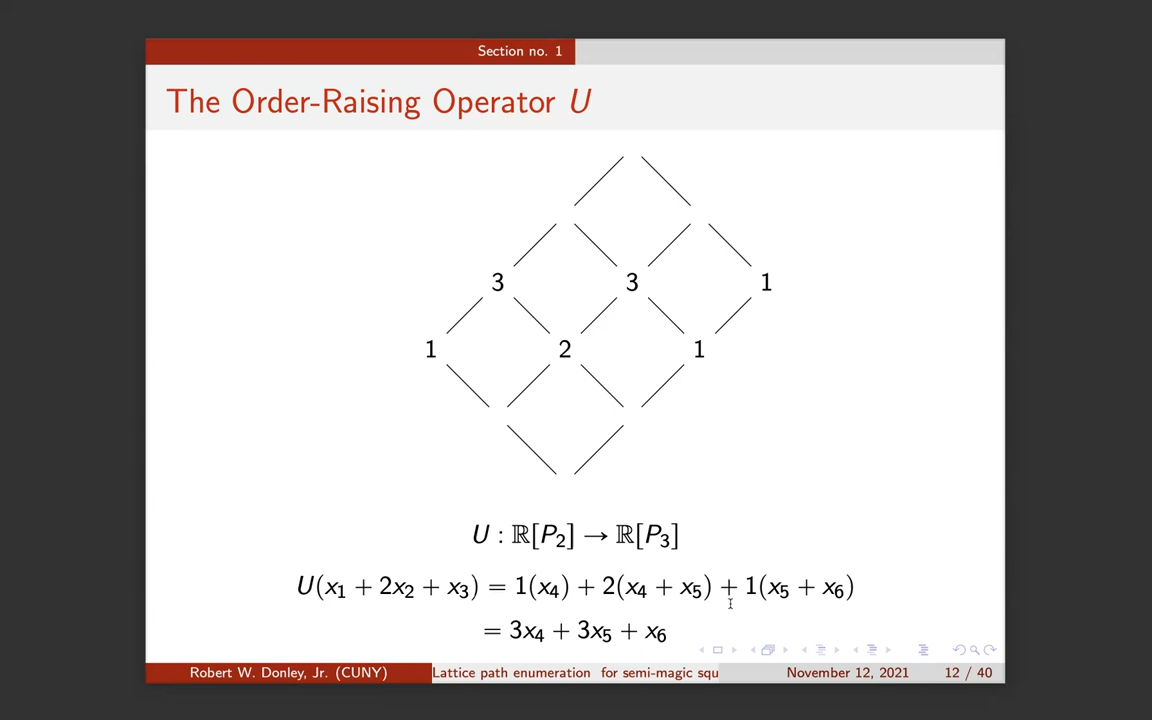 Section no. 1
The Order-Raising Operator U
3 3 1
1 2 1
U : ℝ[P₂] → ℝ[P₃]
U(x₁ + 2x₂ + x₃) = 1(x₄) + 2(x₄ + x₅) + 1(x₅ + x₆)
= 3x₄ + 3x₅ + x₆
Robert W. Donley, Jr. (CUNY) Lattice path enumeration for semi-magic squ November 12, 2021 12 / 40